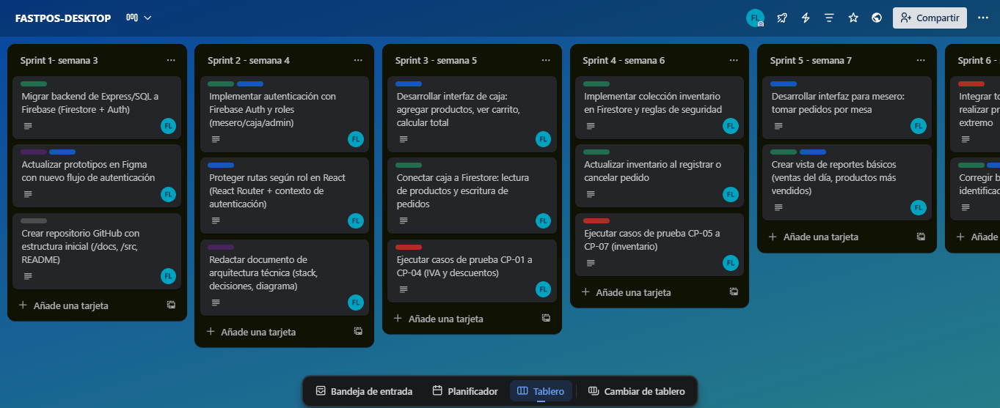 FASTPOS-DESKTOP
FL
Compartir
Sprint 1- semana 3
Migrar backend de Express/SQL a
Firebase (Firestore + Auth)
FL
Actualizar prototipos en Figma
con nuevo flujo de autenticación
FL
Crear repositorio GitHub con
estructura inicial (/docs, /src,
README)
FL
Añade una tarjeta
Sprint 2 - semana 4
Implementar autenticación con
Firebase Auth y roles
(mesero/caja/admin)
FL
Proteger rutas según rol en React
(React Router + contexto de
autenticación)
FL
Redactar documento de
arquitectura técnica (stack,
decisiones, diagrama)
FL
Añade una tarjeta
Sprint 3 - semana 5
Desarrollar interfaz de caja:
agregar productos, ver carrito,
calcular total
FL
Conectar caja a Firestore: lectura
de productos y escritura de
pedidos
FL
Ejecutar casos de prueba CP-01 a
CP-04 (IVA y descuentos)
FL
Añade una tarjeta
Sprint 4 - semana 6
Implementar colección inventario
en Firestore y reglas de seguridad
FL
Actualizar inventario al registrar o
cancelar pedido
FL
Ejecutar casos de prueba CP-05 a
CP-07 (inventario)
FL
Añade una tarjeta
Sprint 5 - semana 7
Desarrollar interfaz para mesero:
tomar pedidos por mesa
FL
Crear vista de reportes básicos
(ventas del día, productos más
vendidos)
FL
Añade una tarjeta
Sprint 6 -
Integrar
realizar
extremo
Corregir
Añade
Bandeja de entrada
Planificador
Tablero
Cambiar de tablero